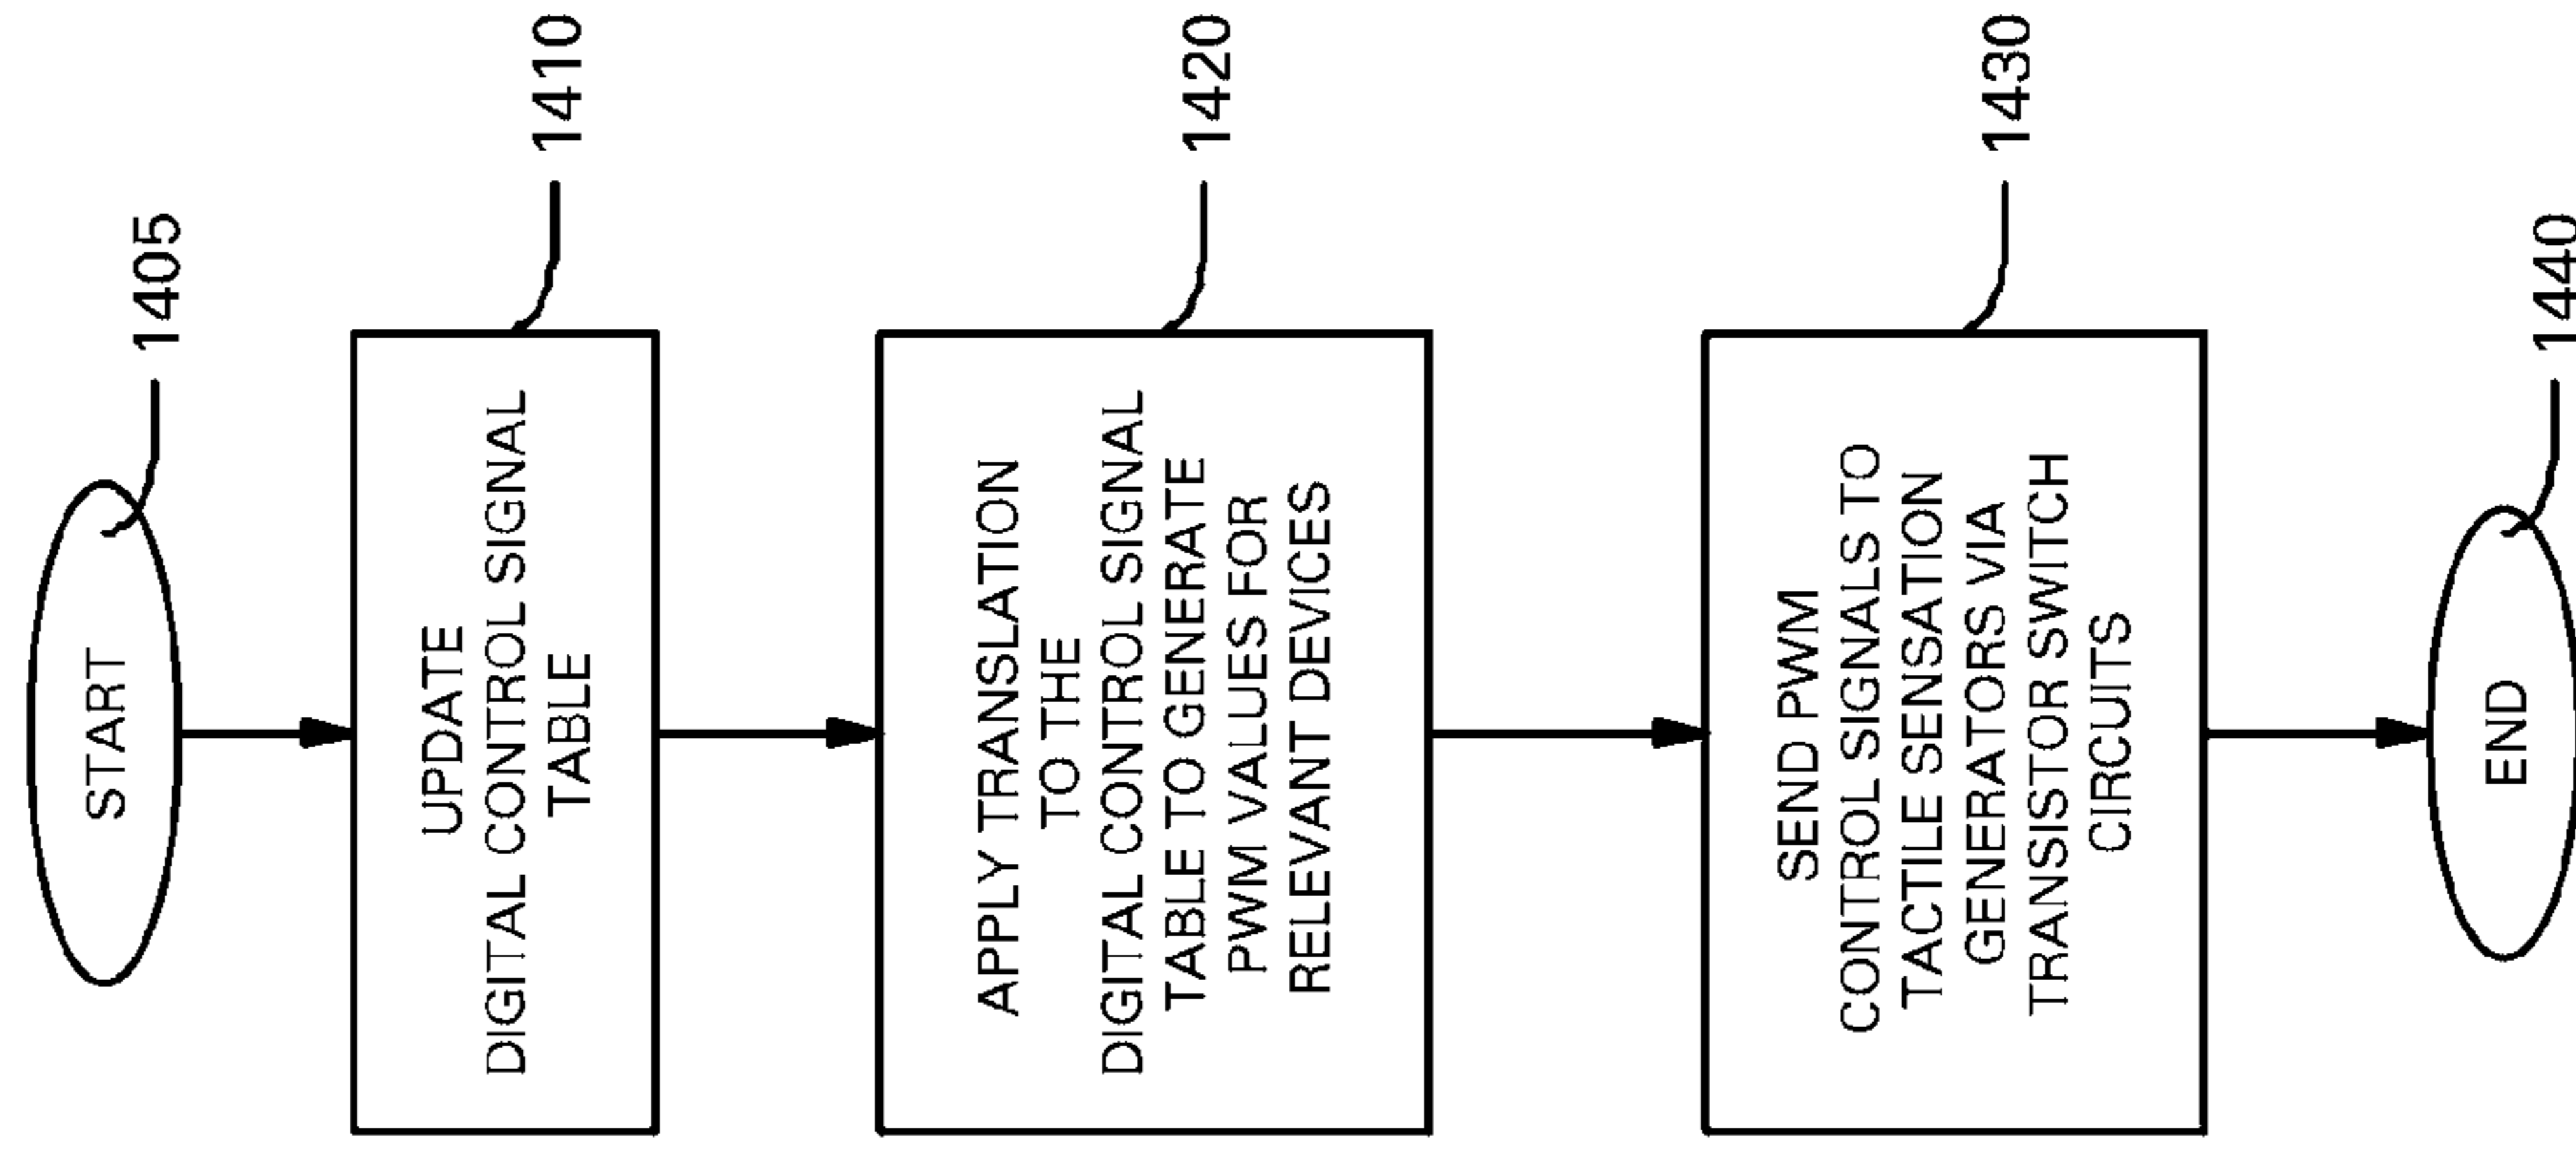 START
1405
UPDATE
DIGITAL CONTROL SIGNAL
TABLE
1410
APPLY TRANSLATION
TO THE
DIGITAL CONTROL SIGNAL
TABLE TO GENERATE
PWM VALUES FOR
RELEVANT DEVICES
1420
SEND PWM
CONTROL SIGNALS TO
TACTILE SENSATION
GENERATORS VIA
TRANSISTOR SWITCH
CIRCUITS
1430
END
1440